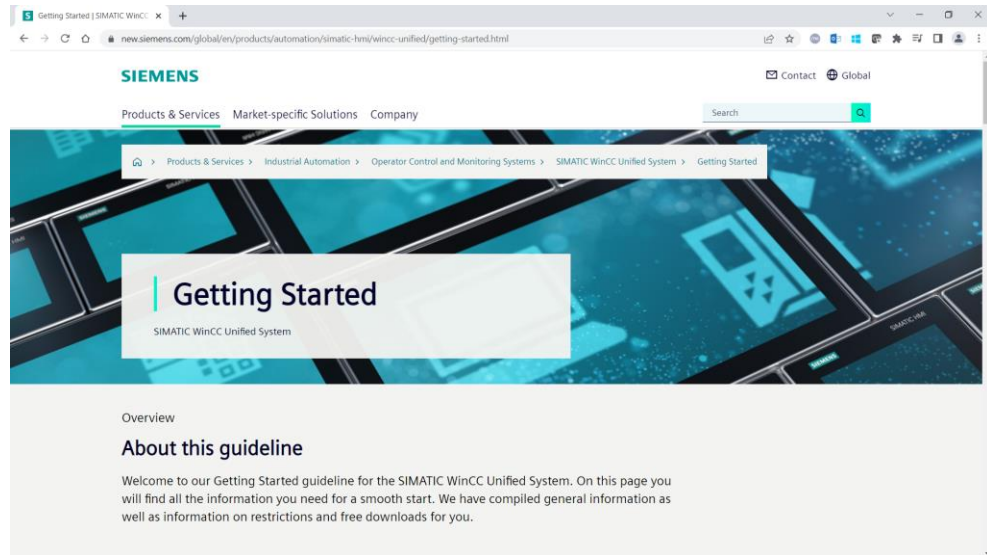 Getting Started | SIMATIC WinCC
new.siemens.com/global/en/products/automation/simatic-hmi/wincc-unified/getting-started.html
SIEMENS
Contact Global
Products & Services Market-specific Solutions Company
Search
Products & Services > Industrial Automation > Operator Control and Monitoring Systems > SIMATIC WinCC Unified System > Getting Started
SIEMENS
Getting Started
SIMATIC WinCC Unified System
SIMATIC HMI
SIEMENS
Overview
About this guideline
Welcome to our Getting Started guideline for the SIMATIC WinCC Unified System. On this page you
will find all the information you need for a smooth start. We have compiled general information as
well as information on restrictions and free downloads for you.